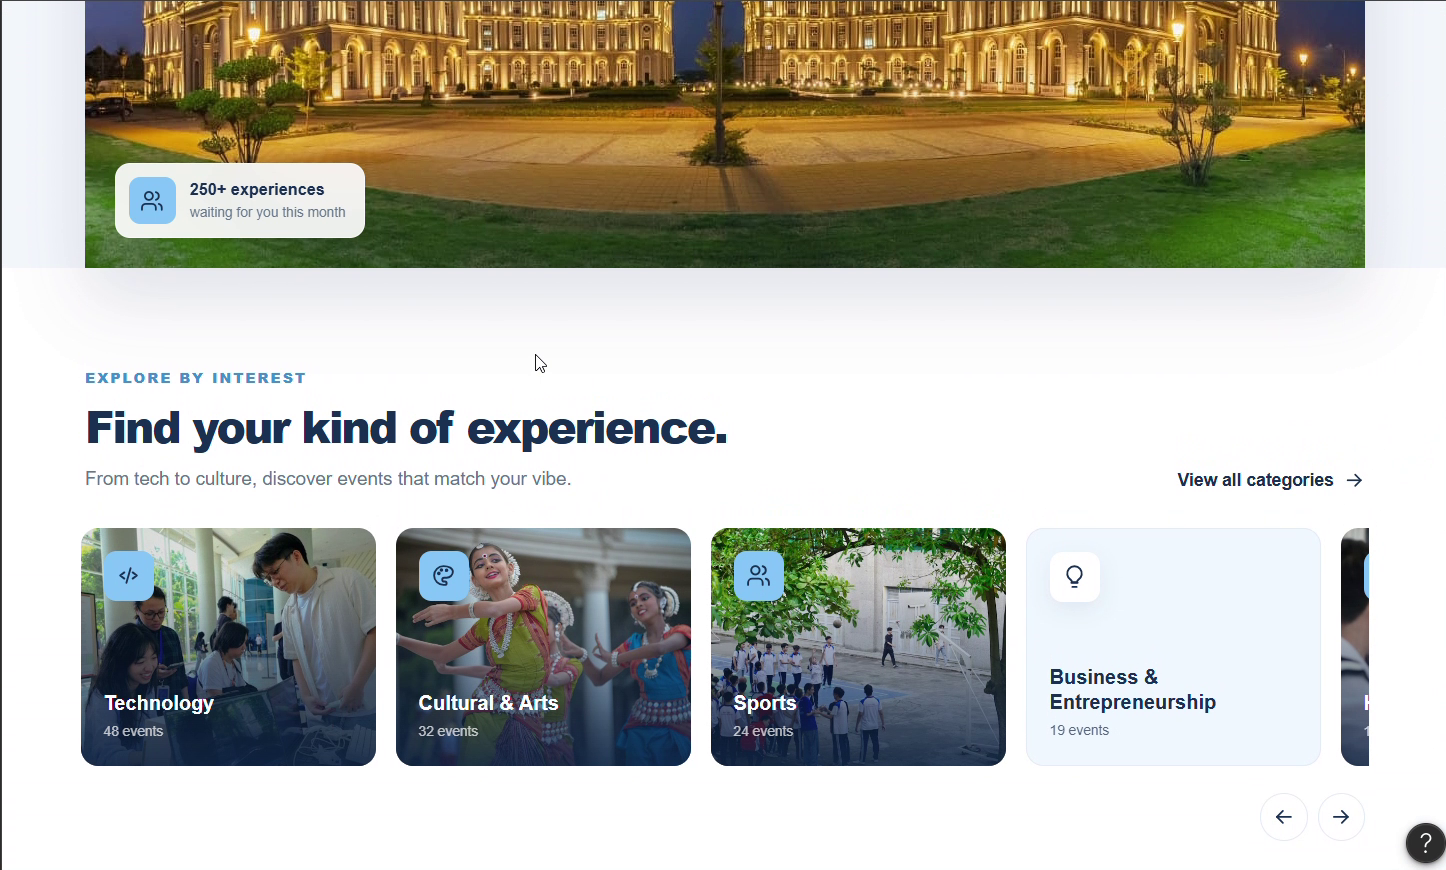 250+ experiences
waiting for you this month
EXPLORE BY INTEREST
Find your kind of experience.
From tech to culture, discover events that match your vibe.
View all categories
Technology
48 events
Cultural & Arts
32 events
Sports
24 events
Business &
Entrepreneurship
19 events
?